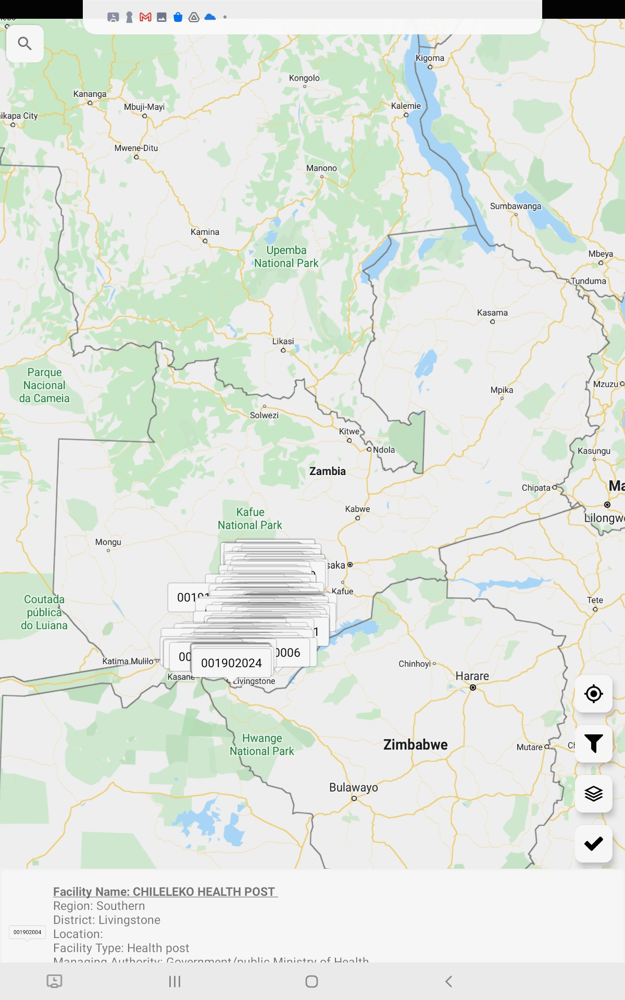 Kigoma
Kongolo
Kananga
Mbuji-Mayi
Kalemie
ikapa City
Mwene-Ditu
Manono
Sumbawanga
Kamina
Upemba
National Park
Mbeya
Tunduma
Kasama
Likasi
Parque
Nacional
da Cameia
Mzuzu
Mpika
Solwezi
Kitwe
Ndola
Kasungu
Zambia
Chipata
Ma
Kabwe
Kafue
National Park
Lilongwe
Mongu
saka
Kafue
00191
Coutada
pública
do Luiana
Tete
1
0006
00
001902024
Katima Mulilo
Chinhoyi
Kasane
Livingstone
Harare
Hwange
National Park
Zimbabwe
Mutare
Ch
Bulawayo
Facility Name: CHILELEKO HEALTH POST
Region: Southern
District: Livingstone
001902004
Location:
Facility Type: Health post
Managing Authority: Government/public Ministry of Health